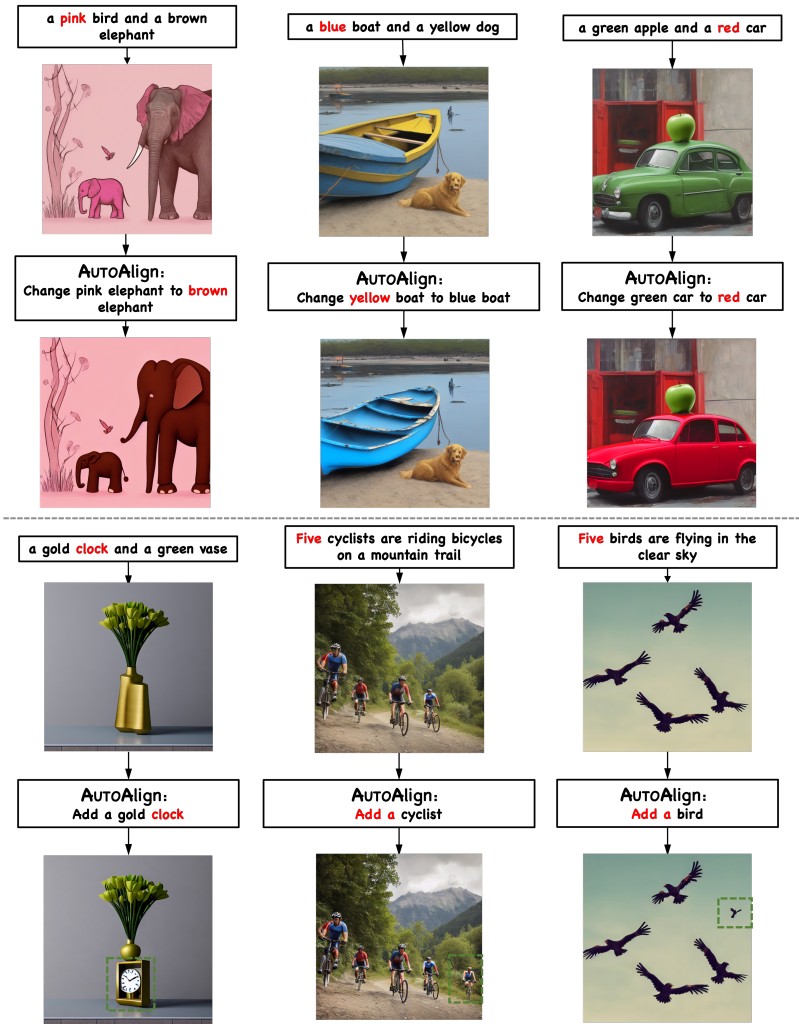 a pink bird and a brown
elephant
a blue boat and a yellow dog
a green apple and a red car
AUTOALIGN:
Change pink elephant to brown
elephant
AUTOALIGN:
Change yellow boat to blue boat
AUTOALIGN:
Change green car to red car
a gold clock and a green vase
Five cyclists are riding bicycles
on a mountain trail
Five birds are flying in the
clear sky
AUTOALIGN:
Add a gold clock
AUTOALIGN:
Add a cyclist
AUTOALIGN:
Add a bird